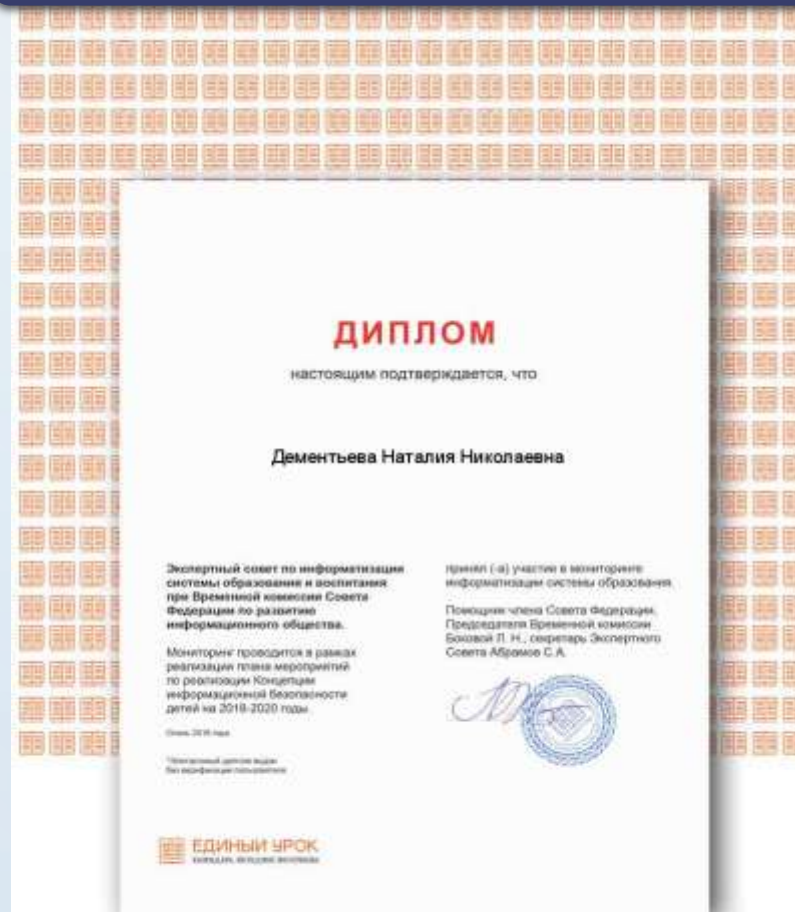 ДИПЛОМ
настоящим подтверждается, что
Дементьева Наталия Николаевна
Экспертный совет по информатизации
системы образования и воспитания
при Временной комиссии Совета
Федерации по развитию
информационного общества.
Мониторинг проводится в рамках
реализации плана мероприятий
по реализации Концепции
информационной безопасности
детей на 2018-2020 годы
принял (-а) участие в мониторинге
информатизации системы образования.
Помощник члена Совета Федерации,
Председателя Временной комиссии
Боковой Л. Н., секретарь Экспертного
Совета Абрамов С.А.
ЕДИНЫЙ УРОК